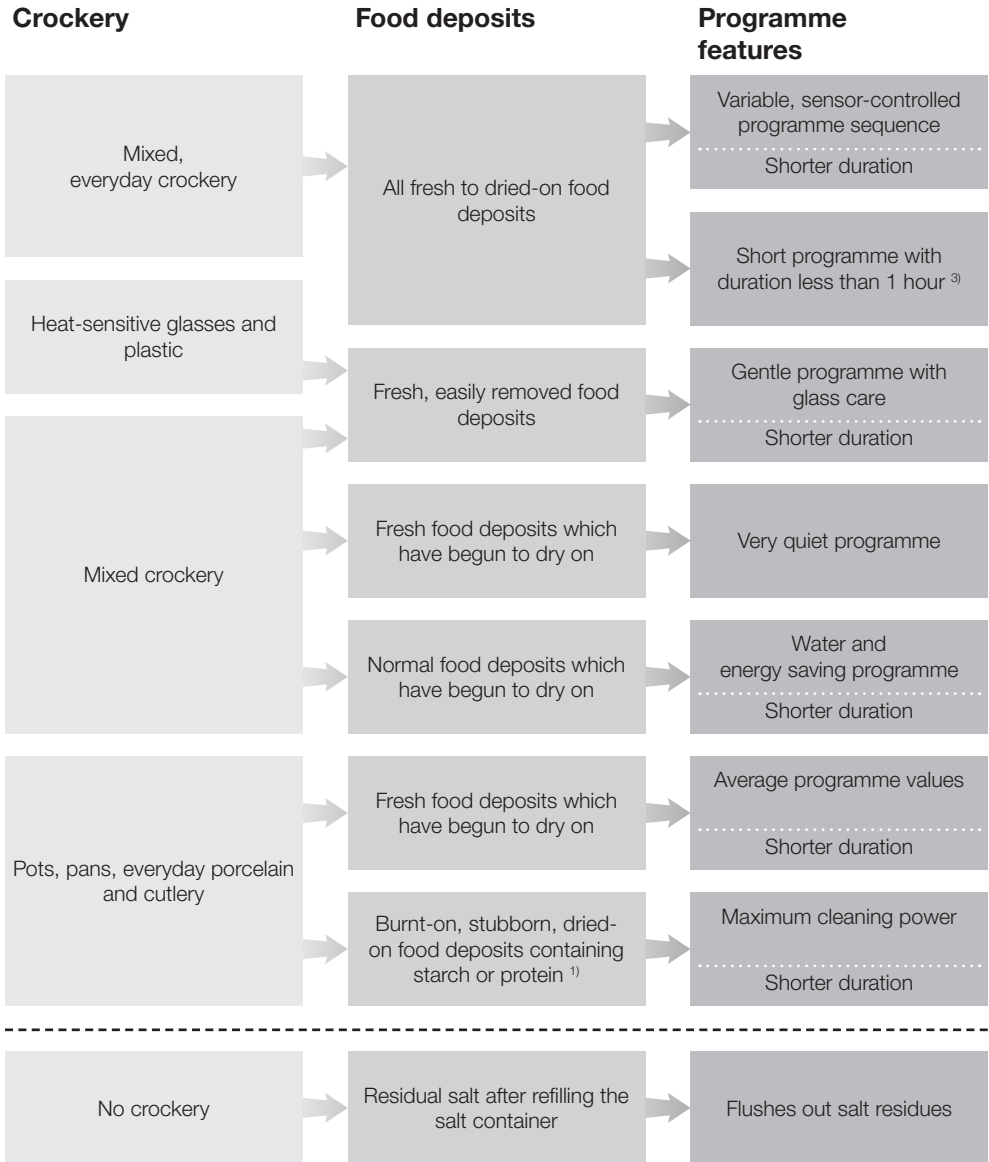 Crockery
Food deposits
Programme
features
Mixed,
everyday crockery
All fresh to dried-on food
deposits
Variable, sensor-controlled
programme sequence
Shorter duration
Short programme with
duration less than 1 hour 3)
Heat-sensitive glasses and
plastic
Fresh, easily removed food
deposits
Gentle programme with
glass care
Shorter duration
Mixed crockery
Fresh food deposits which
have begun to dry on
Very quiet programme
Normal food deposits which
have begun to dry on
Water and
energy saving programme
Shorter duration
Pots, pans, everyday porcelain
and cutlery
Fresh food deposits which
have begun to dry on
Average programme values
Shorter duration
Burnt-on, stubborn, dried-
on food deposits containing
starch or protein 1)
Maximum cleaning power
Shorter duration
No crockery
Residual salt after refilling the
salt container
Flushes out salt residues